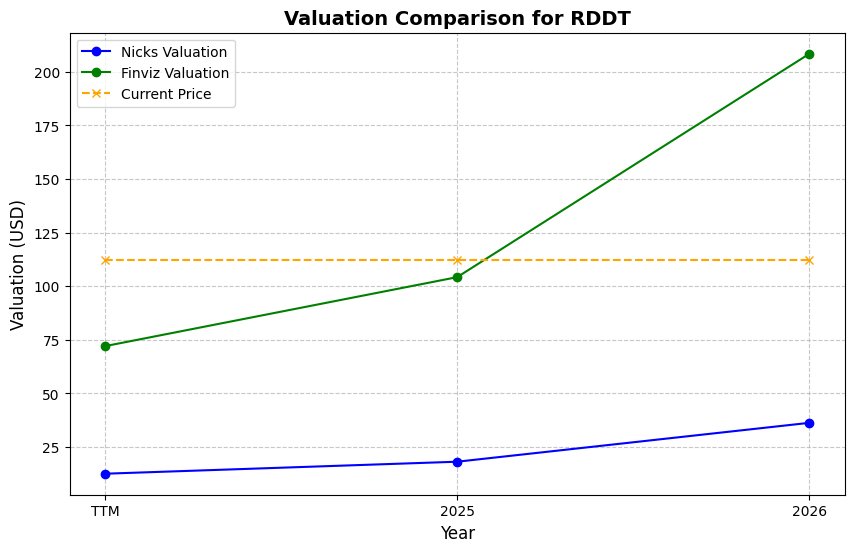 Valuation Comparison for RDDT
Nicks Valuation
Finviz Valuation
Current Price
Valuation (USD)
200
175
150
125
100
75
50
25
TTM
2025
2026
Year